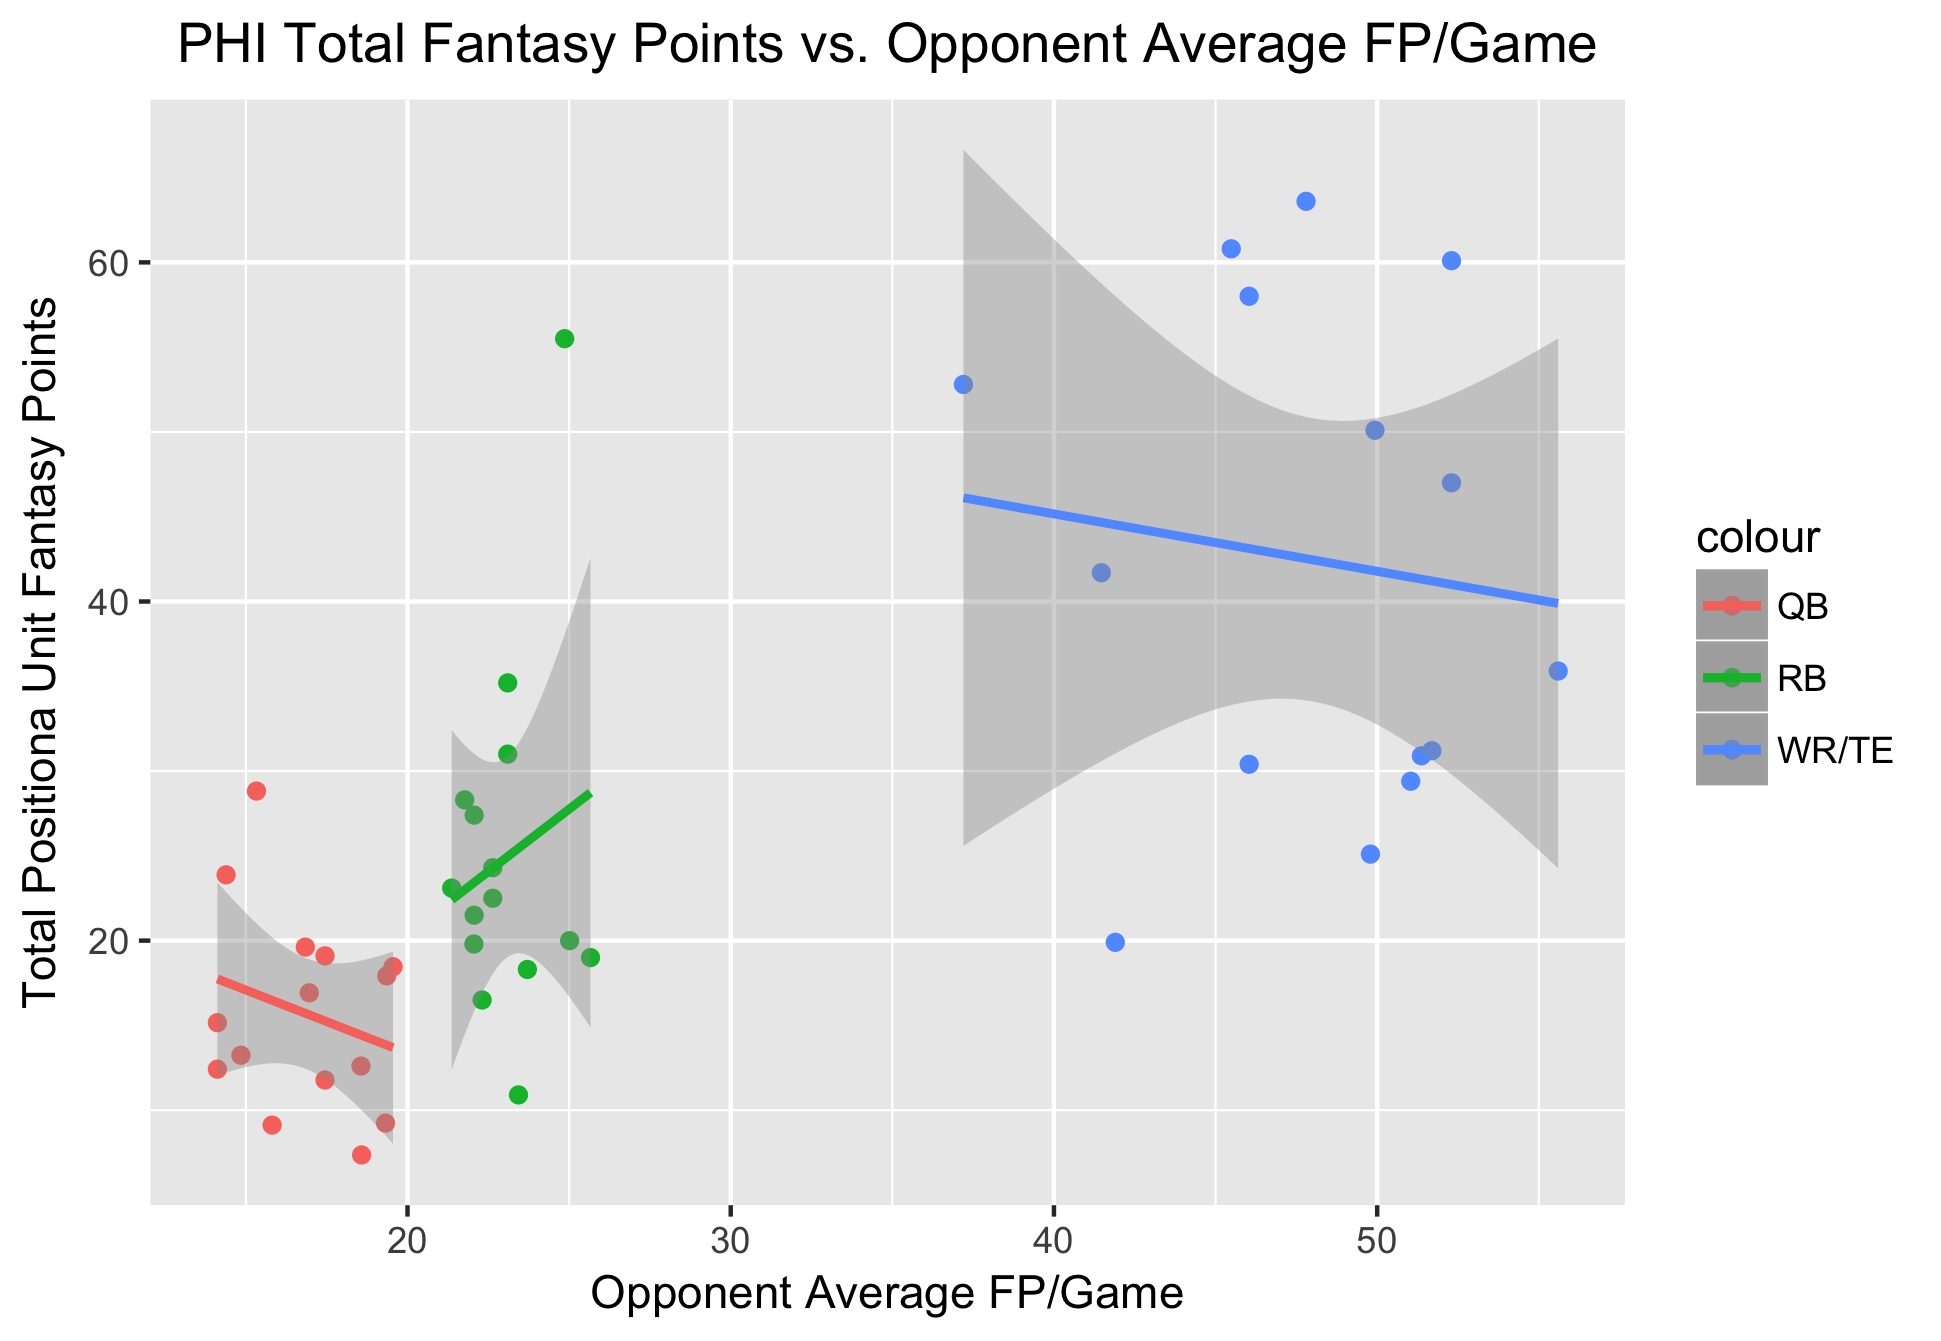 PHI Total Fantasy Points vs. Opponent Average FP/Game
Total Positiona Unit Fantasy Points
60
40
20
20
30
40
50
Opponent Average FP/Game
colour
QB
RB
WR/TE